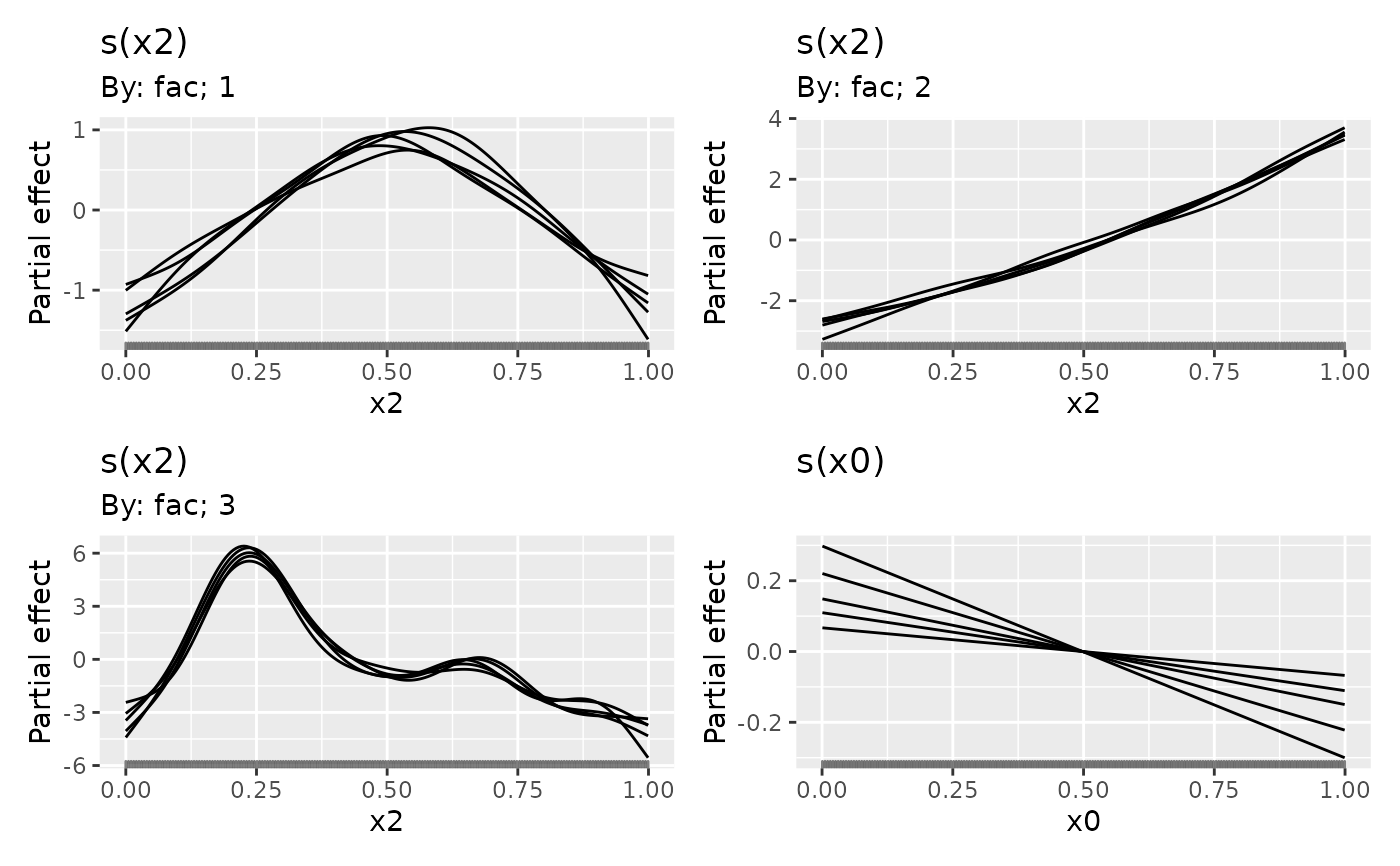 s(x2)
By: fac; 1
Partial effect
1
0
-1
0.00 0.25 0.50 0.75 1.00
x2
s(x2)
By: fac; 2
Partial effect
4
2
0
-2
0.00 0.25 0.50 0.75 1.00
x2
s(x2)
By: fac; 3
Partial effect
6
3
0
-3
-6
0.00 0.25 0.50 0.75 1.00
x2
s(x0)
Partial effect
0.2
0.0
-0.2
0.00 0.25 0.50 0.75 1.00
x0